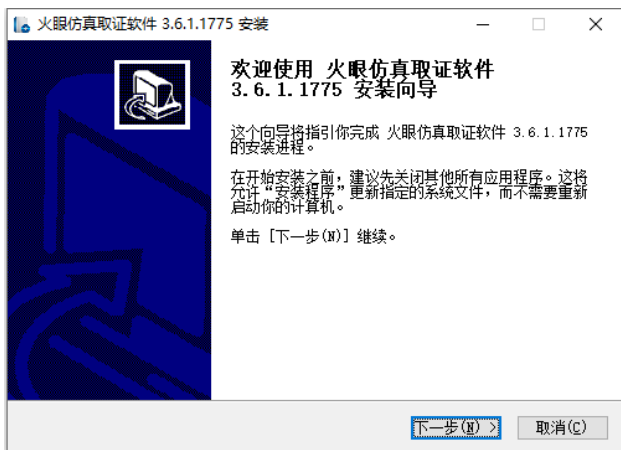 火眼仿真取证软件 3.6.1.1775 安装
欢迎使用 火眼仿真取证软件
3.6.1.1775 安装向导
这个向导将指引你完成 火眼仿真取证软件 3.6.1.1775
的安装进程。
在开始安装之前，建议先关闭其他所有应用程序。这将
允许“安装程序”更新指定的系统文件，而不需要重新
启动你的计算机。
单击 [下一步(N)] 继续。
下一步(N) >
取消(C)